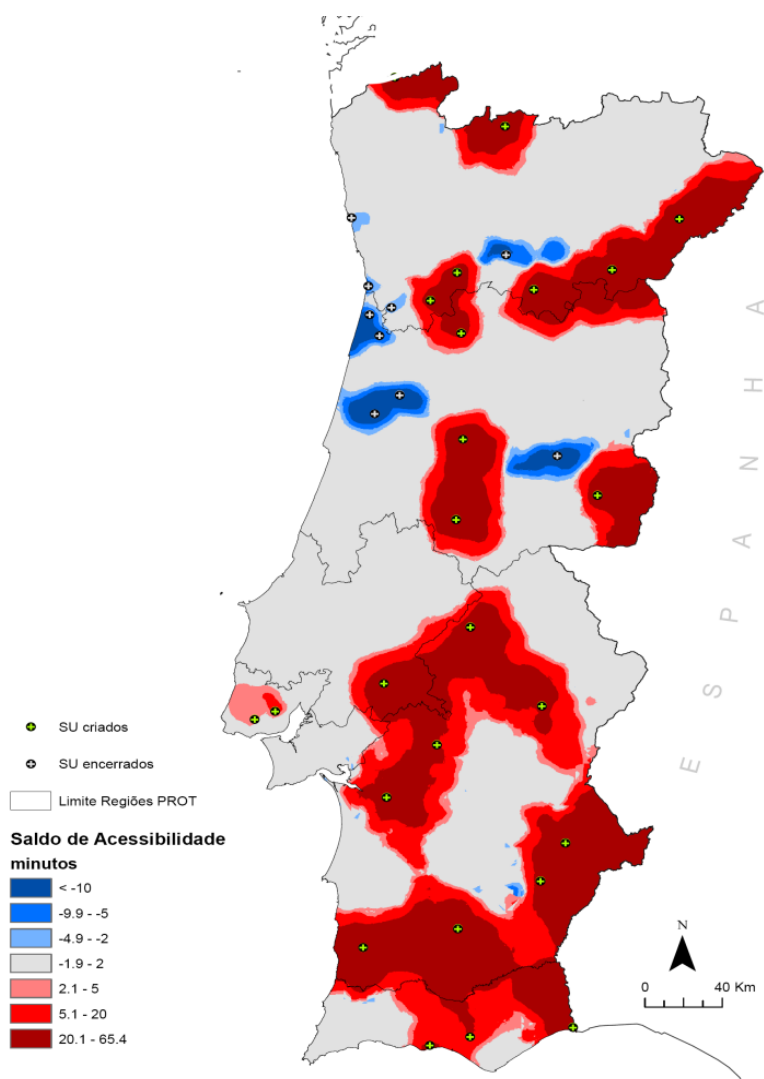 ESPANHA
SU criados
SU encerrados
Limite Regiões PROT
Saldo de Acessibilidade
minutos
< -10
-9.9 - -5
-4.9 - -2
-1.9 - 2
2.1 - 5
5.1 - 20
20.1 - 65.4
N
0 40 Km